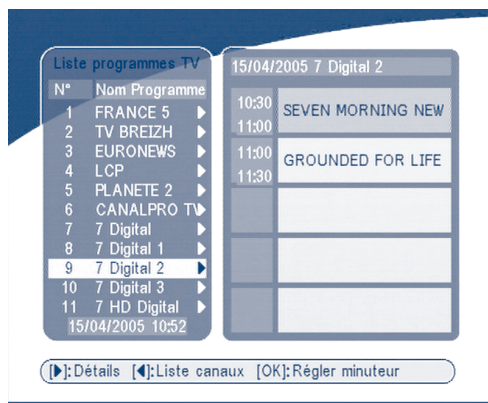 Liste programmes TV
N° Nom Programme
1 FRANCE 5
2 TV BREIZH
3 EURONEWS
4 LCP
5 PLANETE 2
6 CANALPRO TV
7 7 Digital
8 7 Digital 1
9 7 Digital 2
10 7 Digital 3
11 7 HD Digital
15/04/2005 10:52
15/04/2005 7 Digital 2
10:30
11:00
SEVEN MORNING NEW
11:00
11:30
GROUNDED FOR LIFE
[▶]:Détails [◀]:Liste canaux [OK]:Régler minuteur